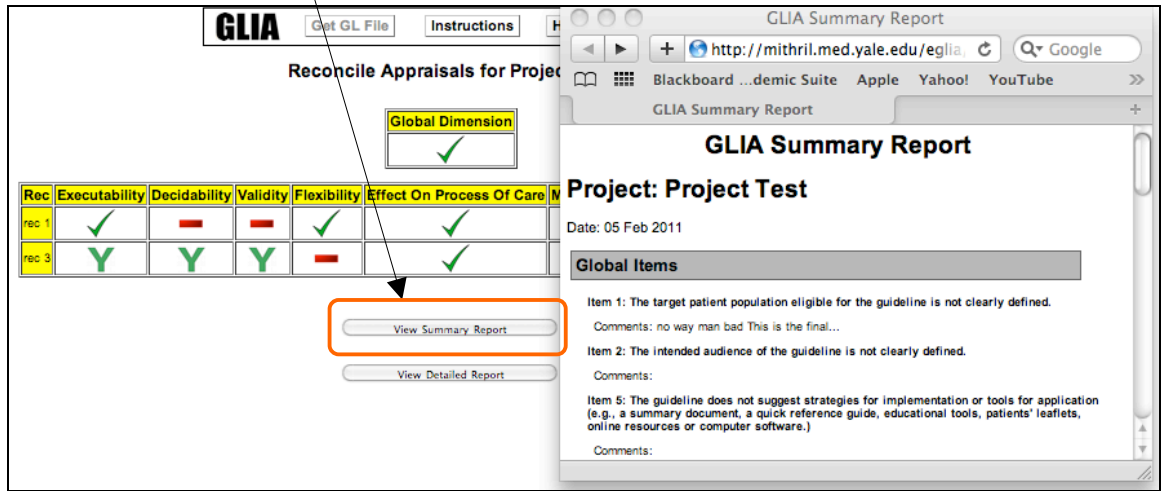 GLIA
Get GL File
Instructions
H
Reconcile Appraisals for Projec
Global Dimension
Rec Executability Decidability Validity Flexibility Effect On Process Of Care M
rec 1
rec 3 Y Y Y
View Summary Report
View Detailed Report
GLIA Summary Report
http://mithril.med.yale.edu/eglia,
Google
Blackboard ...demic Suite Apple Yahoo! YouTube
GLIA Summary Report
GLIA Summary Report
Project: Project Test
Date: 05 Feb 2011
Global Items
Item 1: The target patient population eligible for the guideline is not clearly defined.
Comments: no way man bad This is the final...
Item 2: The intended audience of the guideline is not clearly defined.
Comments:
Item 5: The guideline does not suggest strategies for implementation or tools for application
(e.g., a summary document, a quick reference guide, educational tools, patients' leaflets,
online resources or computer software.)
Comments: